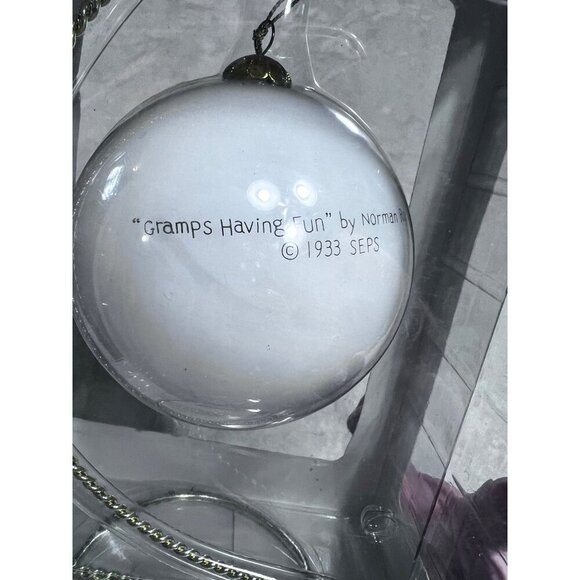 "Gramps Having Fun" by Norman
© 1933 SEPS